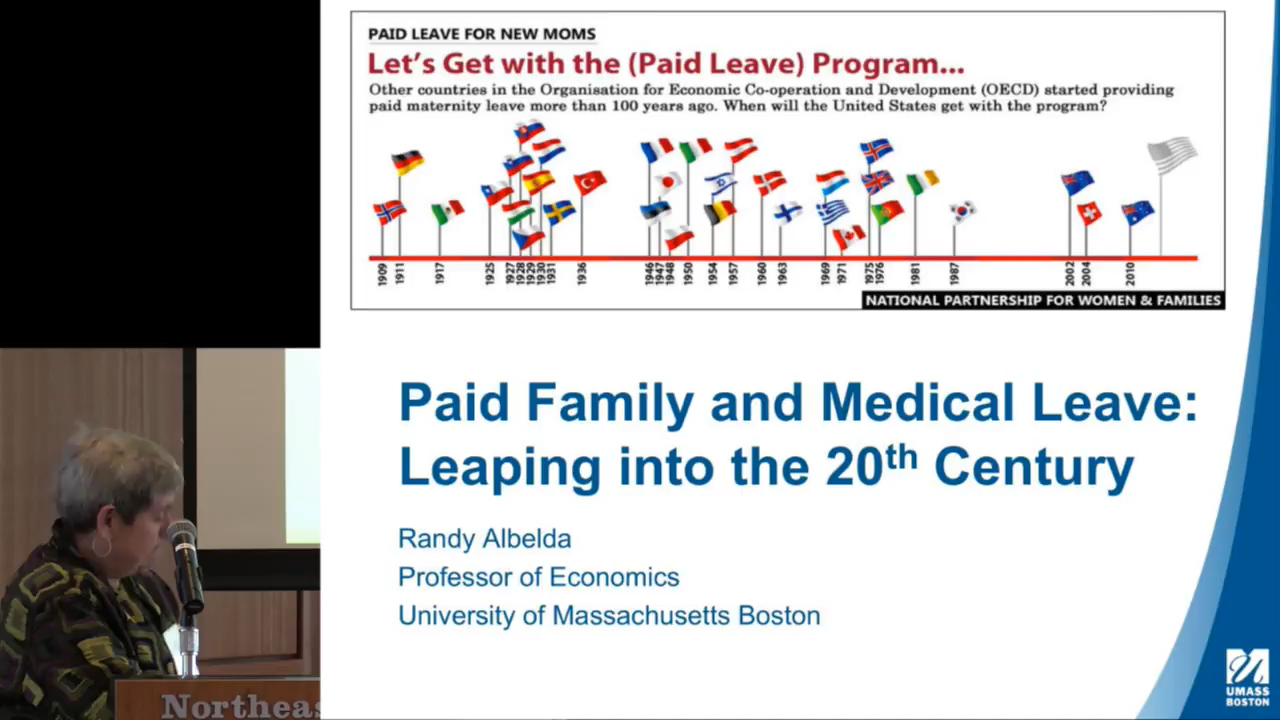 PAID LEAVE FOR NEW MOMS
Let's Get with the (Paid Leave) Program...
Other countries in the Organisation for Economic Co-operation and Development (OECD) started providing
paid maternity leave more than 100 years ago. When will the United States get with the program?
1909 1911 1917 1925 1927 1928 1929 1930 1931 1936 1946 1947 1948 1950 1954 1957 1960 1963 1969 1971 1975 1976 1981 1987 2002 2004 2010
NATIONAL PARTNERSHIP FOR WOMEN & FAMILIES
Paid Family and Medical Leave:
Leaping into the 20th Century
Randy Albelda
Professor of Economics
University of Massachusetts Boston
UMASS
BOSTON
Northeas